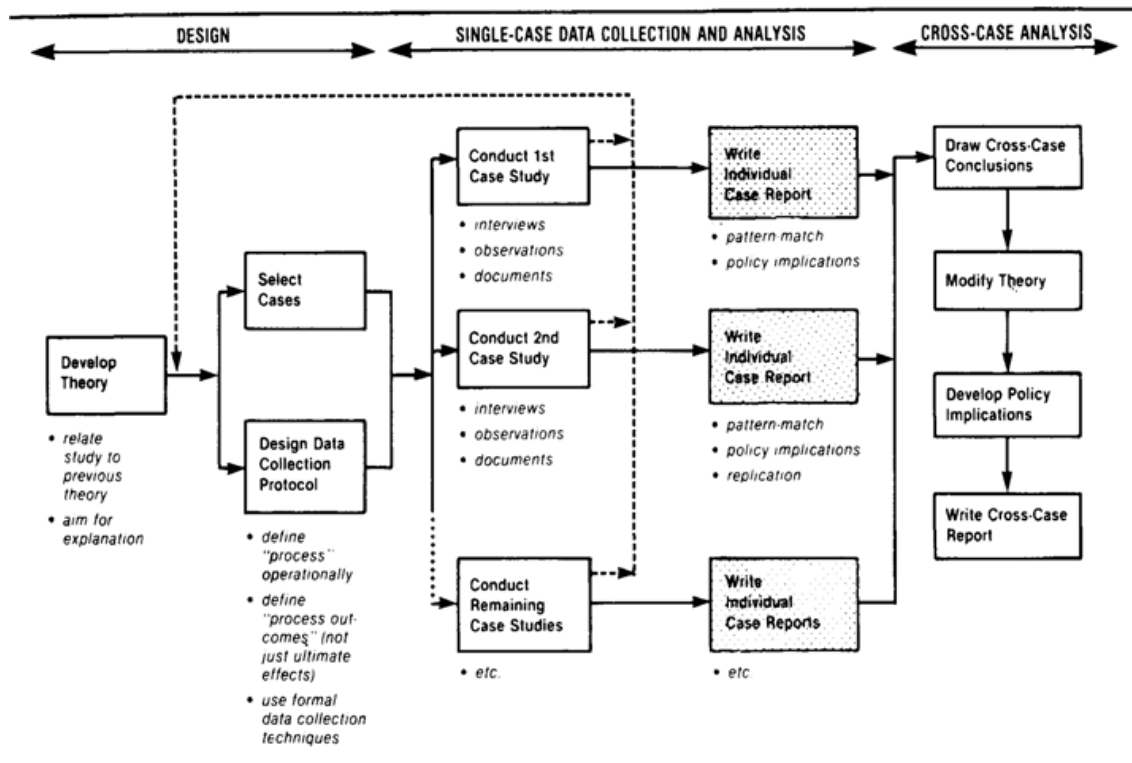 DESIGN
SINGLE-CASE DATA COLLECTION AND ANALYSIS
CROSS-CASE ANALYSIS
Develop
Theory
• relate
study to
previous
theory
• aim for
explanation
Select
Cases
Design Data
Collection
Protocol
• define
"process"
operationally
• define
"process out-
comes" (not
just ultimate
effects)
• use formal
data collection
techniques
Conduct 1st
Case Study
• interviews
• observations
• documents
Conduct 2nd
Case Study
• interviews
• observations
• documents
Conduct
Remaining
Case Studies
• etc.
Write
Individual
Case Report
• pattern-match
• policy implications
Write
Individual
Case Report
• pattern-match
• policy implications
• replication
Write
Individual
Case Reports
• etc.
Draw Cross-Case
Conclusions
Modify Theory
Develop Policy
Implications
Write Cross-Case
Report